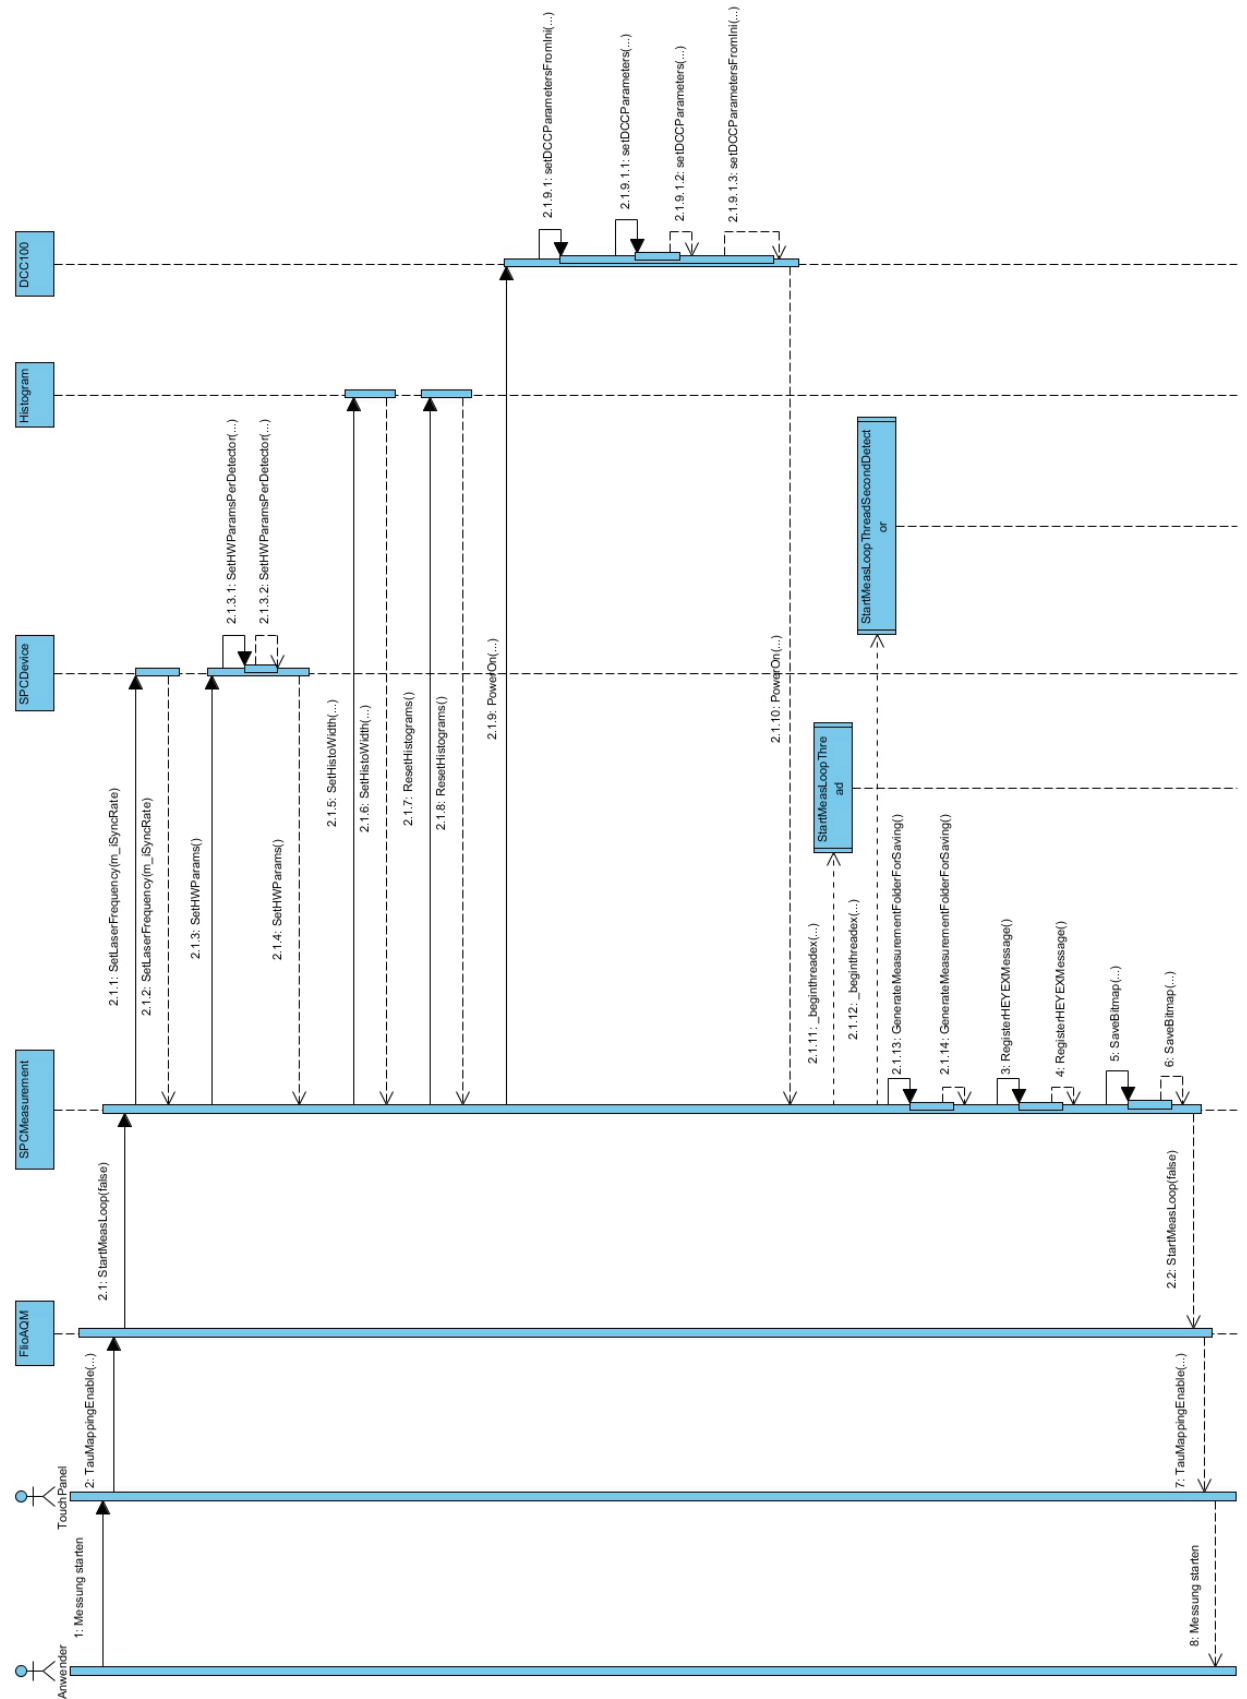 Anwender
TouchPanel
FlioAQM
SPCMeasurement
SPCDevice
Histogram
DCC100
1: Messung starten
2: TauMappingEnable(...)
2.1: StartMeasLoop(false)
2.1.1: SetLaserFrequency(m_iSyncRate)
2.1.2: SetLaserFrequency(m_iSyncRate)
2.1.3: SetHWParams()
2.1.3.1: SetHWParamsPerDetector(...)
2.1.3.2: SetHWParamsPerDetector(...)
2.1.4: SetHWParams()
2.1.5: SetHistoWidth(...)
2.1.6: SetHistoWidth(...)
2.1.7: ResetHistograms()
2.1.8: ResetHistograms()
2.1.9: PowerOn(...)
2.1.9.1: setDCCParametersFromIni(...)
2.1.9.1.1: setDCCParameters(...)
2.1.9.1.2: setDCCParameters(...)
2.1.9.1.3: setDCCParametersFromIni(...)
2.1.10: PowerOn(...)
2.1.11: _beginthreadex(...)
StartMeasLoopThre
ad
2.1.12: _beginthreadex(...)
StartMeasLoopThreadSecondDetect
or
2.1.13: GenerateMeasurementFolderForSaving()
2.1.14: GenerateMeasurementFolderForSaving()
3: RegisterHEYEXMessage()
4: RegisterHEYEXMessage()
5: SaveBitmap(...)
6: SaveBitmap(...)
2.2: StartMeasLoop(false)
7: TauMappingEnable(...)
8: Messung starten